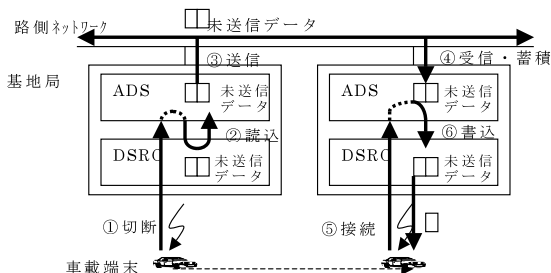 路側ネットワーク
未送信データ
③送信
④受信・蓄積
基地局
ADS
未送信
データ
②読込
DSRC
未送信
データ
①切断
ADS
未送信
データ
⑥書込
DSRC
未送信
データ
⑤接続
車載端末